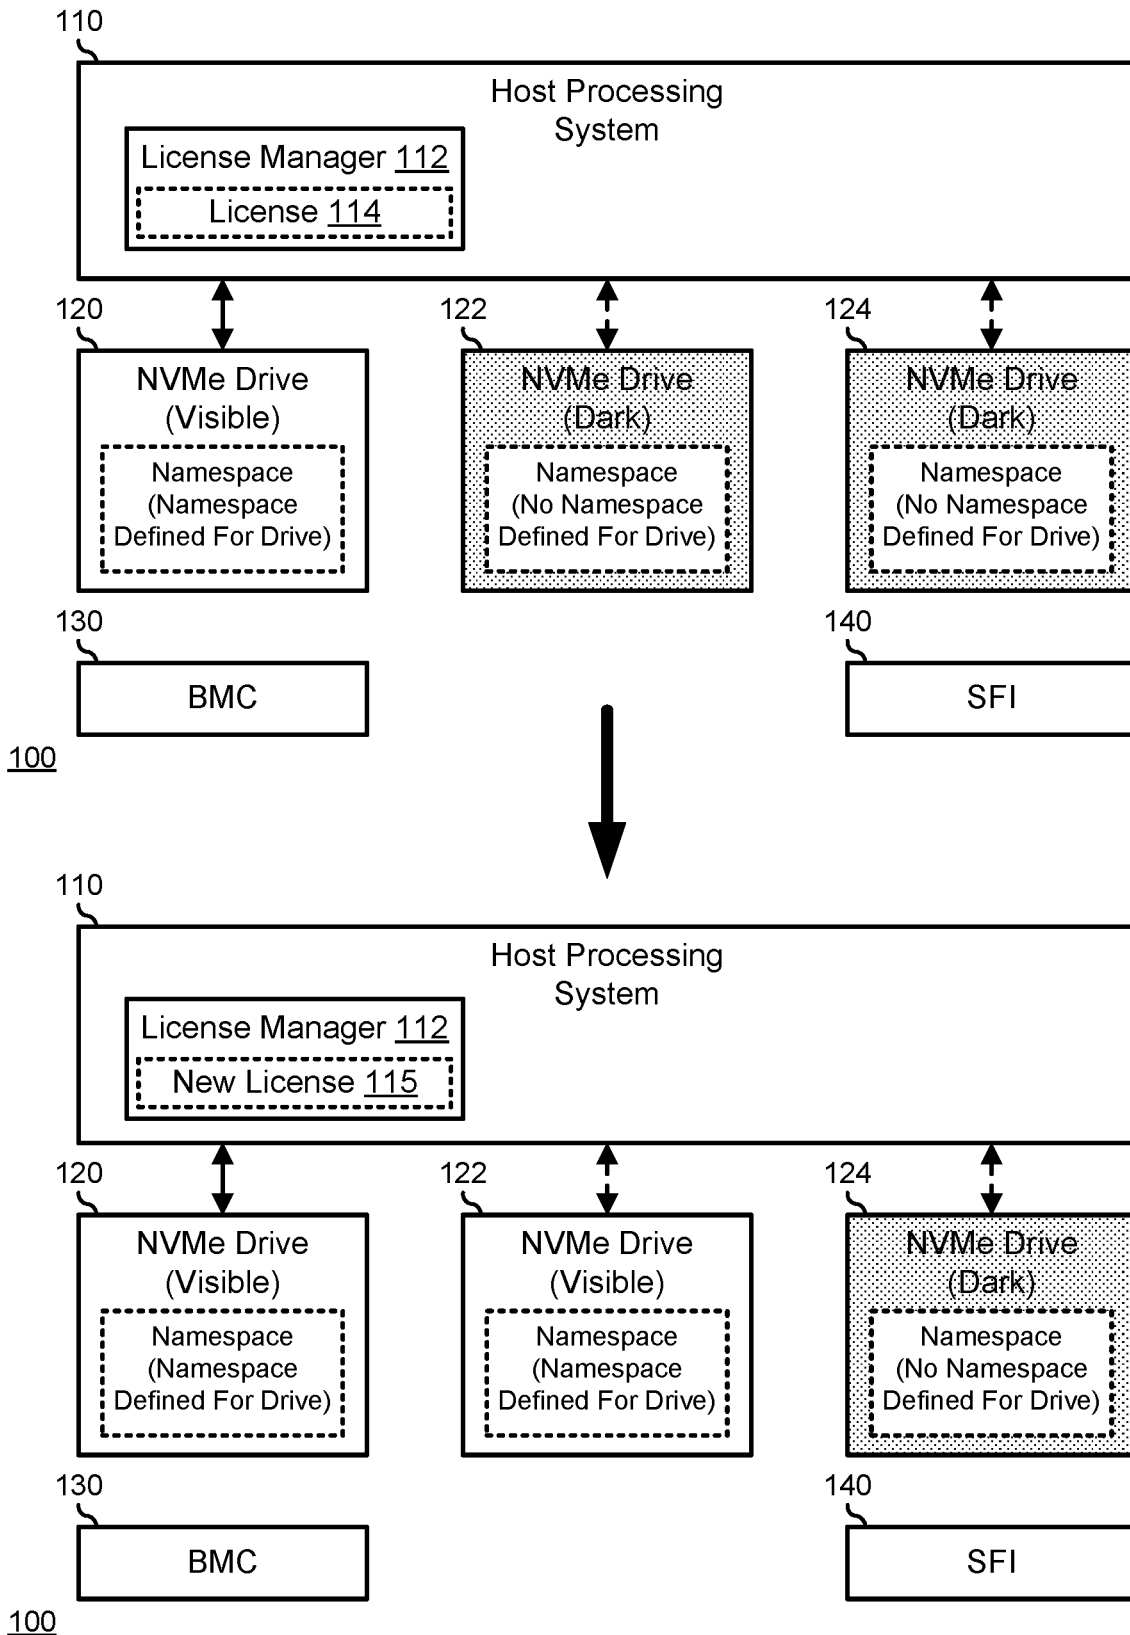 110
Host Processing
System
License Manager 112
License 114
120
122
124
NVMe Drive
(Visible)
Namespace
(Namespace
Defined For Drive)
NVMe Drive
(Dark)
Namespace
(No Namespace
Defined For Drive)
NVMe Drive
(Dark)
Namespace
(No Namespace
Defined For Drive)
130
BMC
140
SFI
100
110
Host Processing
System
License Manager 112
New License 115
120
122
124
NVMe Drive
(Visible)
Namespace
(Namespace
Defined For Drive)
NVMe Drive
(Visible)
Namespace
(Namespace
Defined For Drive)
NVMe Drive
(Dark)
Namespace
(No Namespace
Defined For Drive)
130
BMC
140
SFI
100